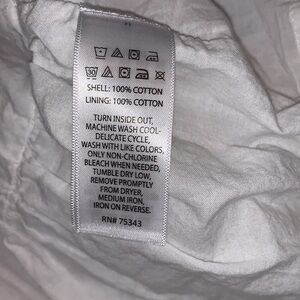 30
SHELL: 100% COTTON
LINING: 100% COTTON
TURN INSIDE OUT,
MACHINE WASH COOL-
DELICATE CYCLE,
WASH WITH LIKE COLORS,
ONLY NON-CHLORINE
BLEACH WHEN NEEDED,
TUMBLE DRY LOW,
REMOVE PROMPTLY
FROM DRYER,
MEDIUM IRON,
IRON ON REVERSE.
RN# 75343